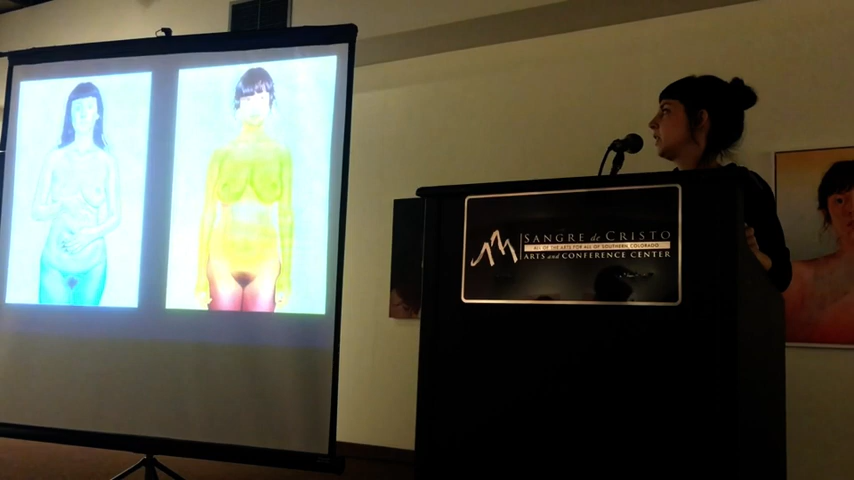 SANGRE de CRISTO
ALL OF THE ARTS FOR ALL OF SOUTHERN COLORADO
ARTS and CONFERENCE CENTER